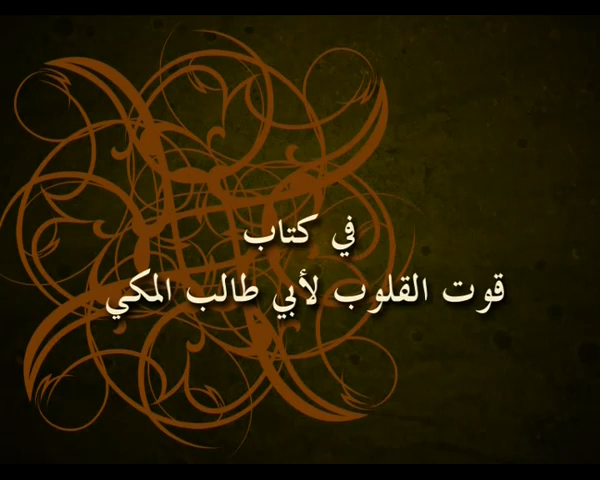 في كتاب
قوت القلوب لأبي طالب المكي